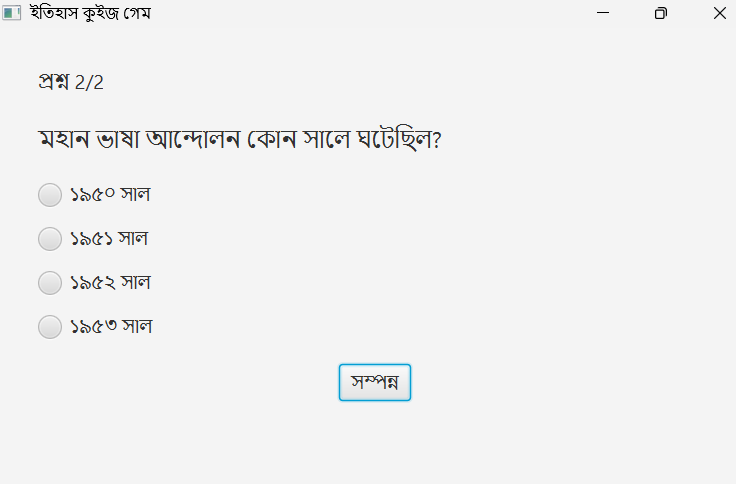 ইতিহাস কুইজ গেম
প্রশ্ন 2/2
মহান ভাষা আন্দোলন কোন সালে ঘটেছিল?
১৯৫০ সাল
১৯৫১ সাল
১৯৫২ সাল
১৯৫৩ সাল
সম্পন্ন